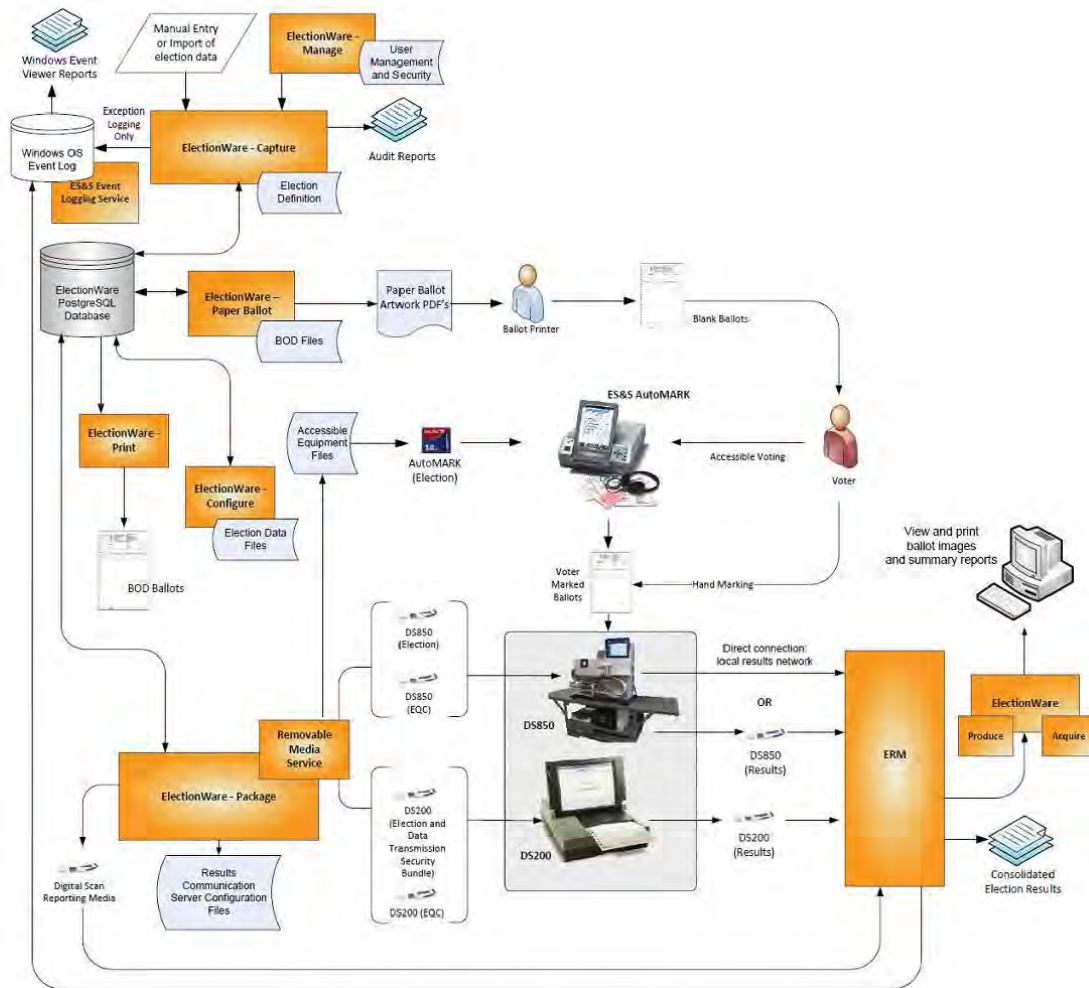 Windows Event
Viewer Reports
Manual Entry
or Import of
election data
ElectionWare -
Manage
User
Management
and Security
Exception
Logging
Only
Windows OS
Event Log
ES&S Event
Logging Service
ElectionWare - Capture
Election
Definition
Audit Reports
ElectionWare
PostgreSQL
Database
ElectionWare –
Paper Ballot
BOD Files
Paper Ballot
Artwork PDF's
Ballot Printer
Blank Ballots
ElectionWare -
Print
BOD Ballots
ElectionWare -
Configure
Election Data
Files
Accessible
Equipment
Files
AutoMARK
(Election)
ES&S AutoMARK
Accessible Voting
Voter
Voter
Marked
Ballots
Hand Marking
View and print
ballot images
and summary reports
DS850
(Election)
DS850
(EQC)
DS850
Direct connection:
local results network
OR
DS850
(Results)
ERM
ElectionWare
Produce
Acquire
Removable
Media
Service
ElectionWare - Package
DS200
(Election and Data
Transmission
Security
Bundle)
DS200 (EQC)
DS200
DS200
(Results)
Digital Scan
Reporting Media
Results
Communication
Server Configuration
Files
Consolidated
Election Results